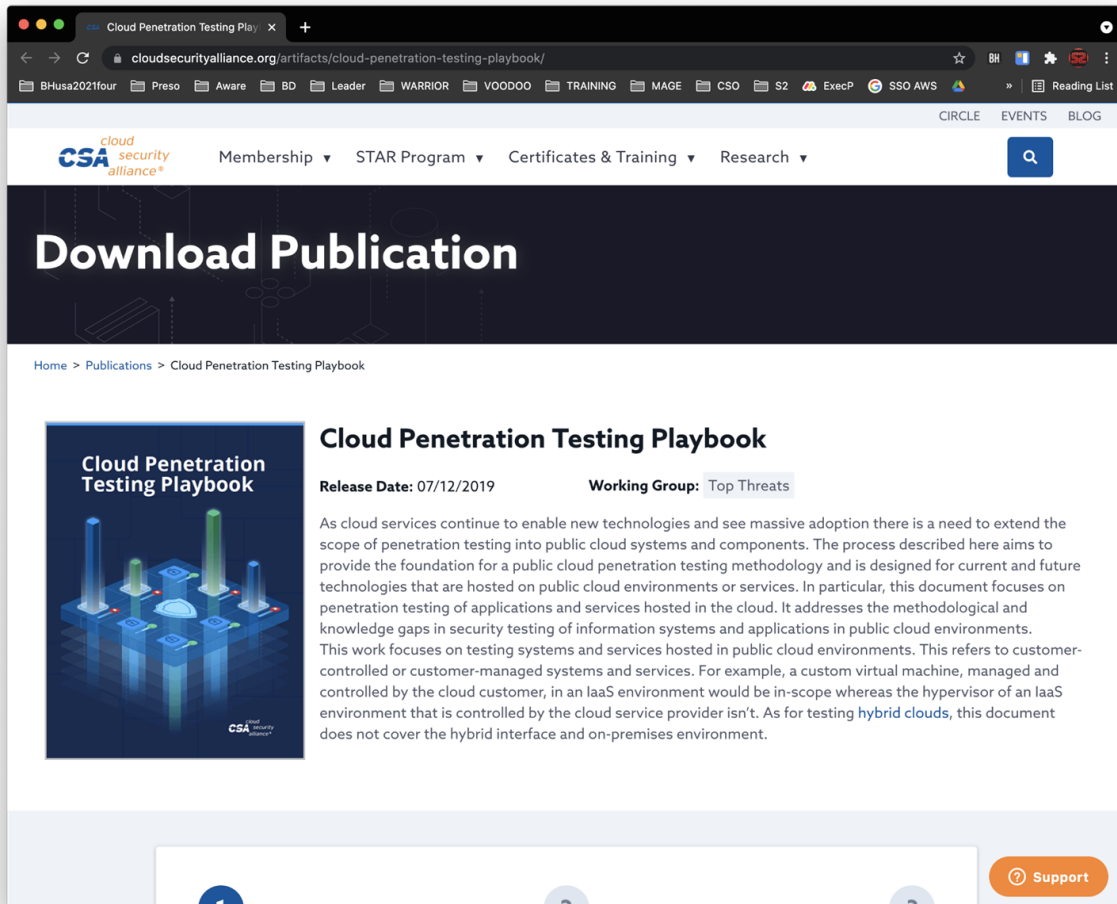 Cloud Penetration Testing Play
cloudsecurityalliance.org/artifacts/cloud-penetration-testing-playbook/
BH
BHusa2021four Preso Aware BD Leader WARRIOR VOODOO TRAINING MAGE CSO S2 ExecP SSO AWS » Reading List
CIRCLE EVENTS BLOG
CSA cloud security alliance®
Membership ▼ STAR Program ▼ Certificates & Training ▼ Research ▼
Download Publication
Home > Publications > Cloud Penetration Testing Playbook
Cloud Penetration
Testing Playbook
CSA cloud security alliance®
Cloud Penetration Testing Playbook
Release Date: 07/12/2019 Working Group: Top Threats
As cloud services continue to enable new technologies and see massive adoption there is a need to extend the
scope of penetration testing into public cloud systems and components. The process described here aims to
provide the foundation for a public cloud penetration testing methodology and is designed for current and future
technologies that are hosted on public cloud environments or services. In particular, this document focuses on
penetration testing of applications and services hosted in the cloud. It addresses the methodological and
knowledge gaps in security testing of information systems and applications in public cloud environments.
This work focuses on testing systems and services hosted in public cloud environments. This refers to customer-
controlled or customer-managed systems and services. For example, a custom virtual machine, managed and
controlled by the cloud customer, in an IaaS environment would be in-scope whereas the hypervisor of an IaaS
environment that is controlled by the cloud service provider isn't. As for testing hybrid clouds, this document
does not cover the hybrid interface and on-premises environment.
Support